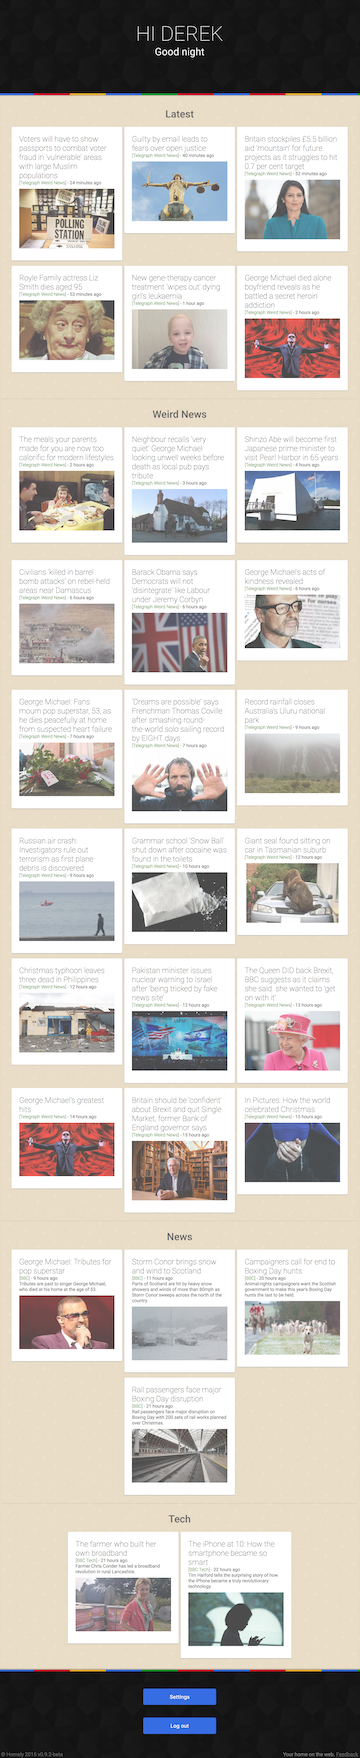 HI DEREK
Good night
Latest
Voters will have to show
passports to combat voter
fraud in 'vulnerable' areas
with large Muslim
populations
[Telegraph Weird News] - 24 minutes ago
POLLING
STATION
Guilty by email leads to
fears over open justice
[Telegraph Weird News] - 40 minutes ago
Britain stockpiles £5.5 billion
aid 'mountain' for future
projects as it struggles to hit
0.7 per cent target
[Telegraph Weird News] - 52 minutes ago
Royle Family actress Liz
Smith dies aged 95
[Telegraph Weird News] - 53 minutes ago
New gene-therapy cancer
treatment 'wipes out' dying
girl's leukaemia
[Telegraph Weird News] - 1 hour ago
George Michael died alone
boyfriend reveals as he
battled a secret heroin
addiction
[Telegraph Weird News] - 2 hours ago
Weird News
The meals your parents
made for you are now too
calorific for modern lifestyles
[Telegraph Weird News] - 2 hours ago
Neighbour recalls 'very
quiet' George Michael
looking unwell weeks before
death as local pub pays
tribute
[Telegraph Weird News] - 3 hours ago
Shinzo Abe will become first
Japanese prime minister to
visit Pearl Harbor in 65 years
[Telegraph Weird News] - 4 hours ago
Civilians 'killed in barrel
bomb attacks' on rebel-held
areas near Damascus
[Telegraph Weird News] - 6 hours ago
Barack Obama says
Democrats will not
'disintegrate' like Labour
under Jeremy Corbyn
[Telegraph Weird News] - 6 hours ago
George Michael's acts of
kindness revealed
[Telegraph Weird News] - 6 hours ago
George Michael: Fans
mourn pop superstar, 53, as
he dies peacefully at home
from suspected heart failure
[Telegraph Weird News] - 7 hours ago
'Dreams are possible' says
Frenchman Thomas Coville
after smashing round-
the-world solo sailing record
by EIGHT days
[Telegraph Weird News] - 7 hours ago
Record rainfall closes
Australia's Uluru national
park
[Telegraph Weird News] - 9 hours ago
Russian air crash:
Investigators rule out
terrorism as first plane
debris is discovered
[Telegraph Weird News] - 9 hours ago
Grammar school 'Snow Ball'
shut down after cocaine was
found in the toilets
[Telegraph Weird News] - 10 hours ago
Giant seal found sitting on
car in Tasmanian suburb
[Telegraph Weird News] - 12 hours ago
Christmas typhoon leaves
three dead in Philippines
[Telegraph Weird News] - 12 hours ago
Pakistan minister issues
nuclear warning to Israel
after 'being tricked by fake
news site'
[Telegraph Weird News] - 12 hours ago
The Queen DID back Brexit,
BBC suggests as it claims
she said she wanted to 'get
on with it'
[Telegraph Weird News] - 13 hours ago
George Michael's greatest
hits
[Telegraph Weird News] - 14 hours ago
Britain should be 'confident'
about Brexit and quit Single
Market, former Bank of
England governor says
[Telegraph Weird News] - 15 hours ago
In Pictures: How the world
celebrated Christmas
[Telegraph Weird News] - 15 hours ago
News
George Michael: Tributes for
pop superstar
[BBC] - 9 hours ago
Tributes are paid to singer George Michael,
who died at his home at the age of 53.
Storm Conor brings snow
and wind to Scotland
[BBC] - 11 hours ago
Parts of Scotland are hit by heavy snow
showers and winds of more than 90mph as
Storm Conor sweeps across the north of the
country.
Campaigners call for end to
Boxing Day hunts
[BBC] - 20 hours ago
Animal-rights campaigners want the Scottish
government to make this year's Boxing Day
hunts the last to be held.
Rail passengers face major
Boxing Day disruption
[BBC] - 21 hours ago
Rail passengers face major disruption on
Boxing Day with 200 sets of rail works planned
over Christmas.
Tech
The farmer who built her
own broadband
[BBC Tech] - 21 hours ago
Farmer Chris Conder has led a broadband
revolution in rural Lancashire.
The iPhone at 10: How the
smartphone became so
smart
[BBC Tech] - 22 hours ago
Tim Harford tells the surprising story of how
the iPhone became a truly revolutionary
technology.
Settings
Log out
© Homely 2015 v0.9.2-beta
Your home on the web. Feedback